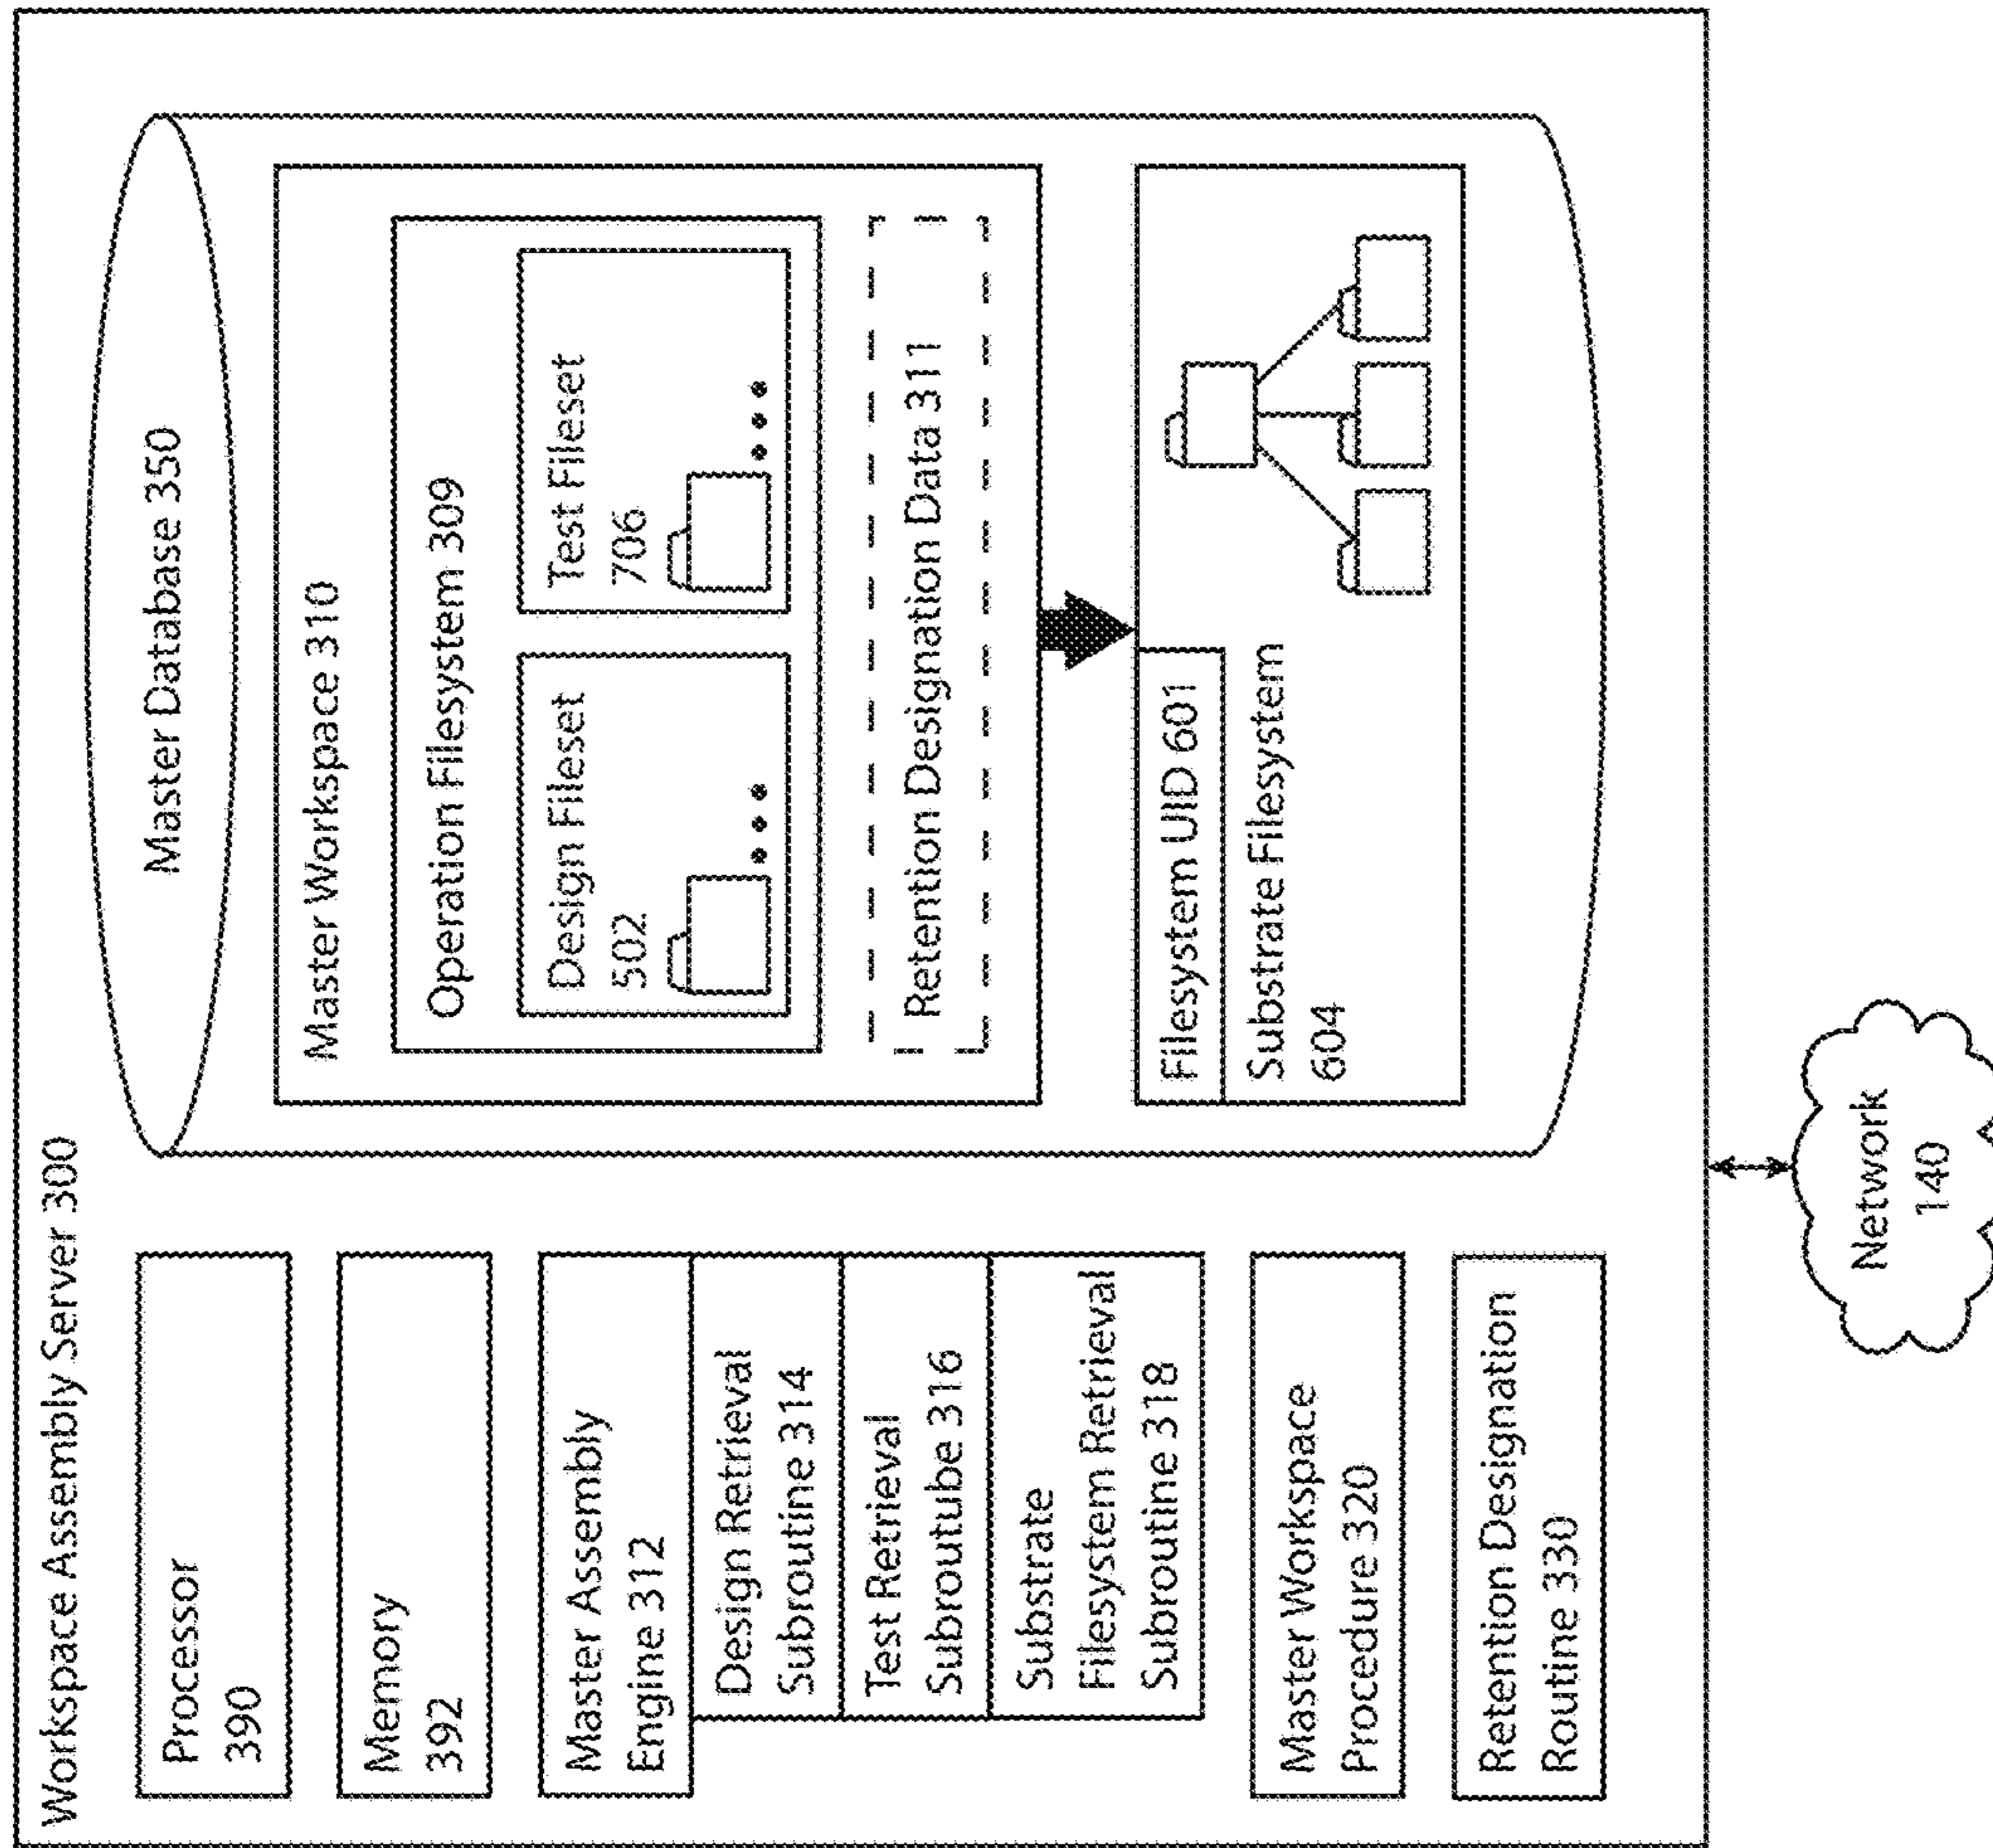 Workspace Assembly Server 300
Processor
390
Memory
392
Master Assembly
Engine 312
Design Retrieval
Subroutine 314
Test Retrieval
Subroutube 316
Substrate
Filesystem Retrieval
Subroutine 318
Master Workspace
Procedure 320
Retention Designation
Routine 330
Master Database 350
Master Workspace 310
Operation Filesystem 309
Design Fileset
502
Test Fileset
706
Retention Designation Data 311
Filesystem UID 601
Substrate Filesystem
604
Network
140